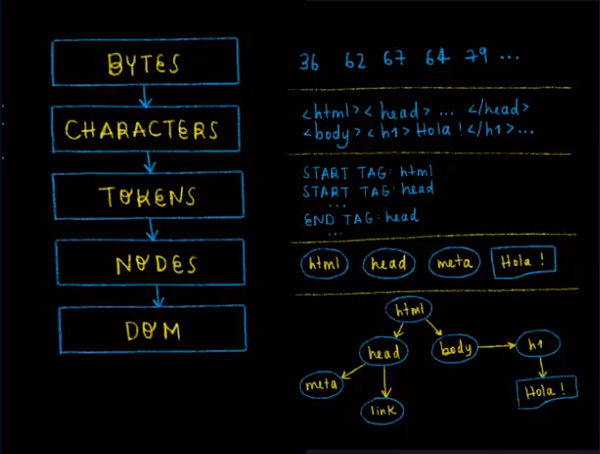 BYTES
36 62 67 64 79 ...
CHARACTERS
<html><head> ... </head>
<body><h1>Hola!</h1>...
TOKENS
START TAG: html
START TAG: head
...
END TAG: head
...
NODES
html head meta Hola!
DOM
html
head body h1
meta Hola!
link